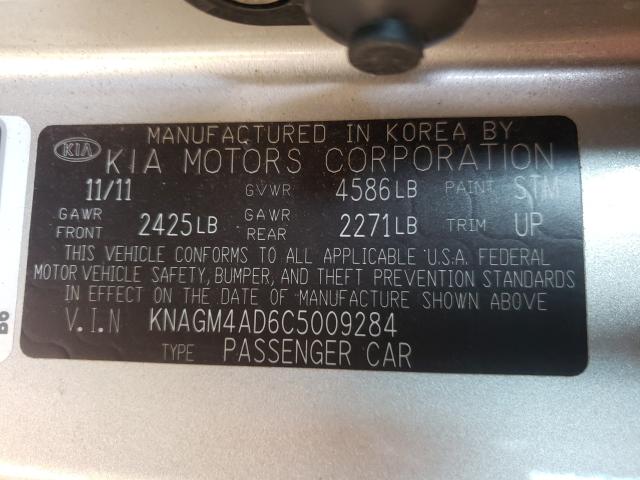 MANUFACTURED IN KOREA BY
KIA KIA MOTORS CORPORATION
11/11 GVWR 4586LB PAINT STM
GAWR FRONT 2425LB GAWR REAR 2271LB TRIM UP
THIS VEHICLE CONFORMS TO ALL APPLICABLE U.S.A. FEDERAL
MOTOR VEHICLE SAFETY, BUMPER, AND THEFT PREVENTION STANDARDS
IN EFFECT ON THE DATE OF MANUFACTURE SHOWN ABOVE
V.I.N KNAGM4AD6C5009284
TYPE PASSENGER CAR